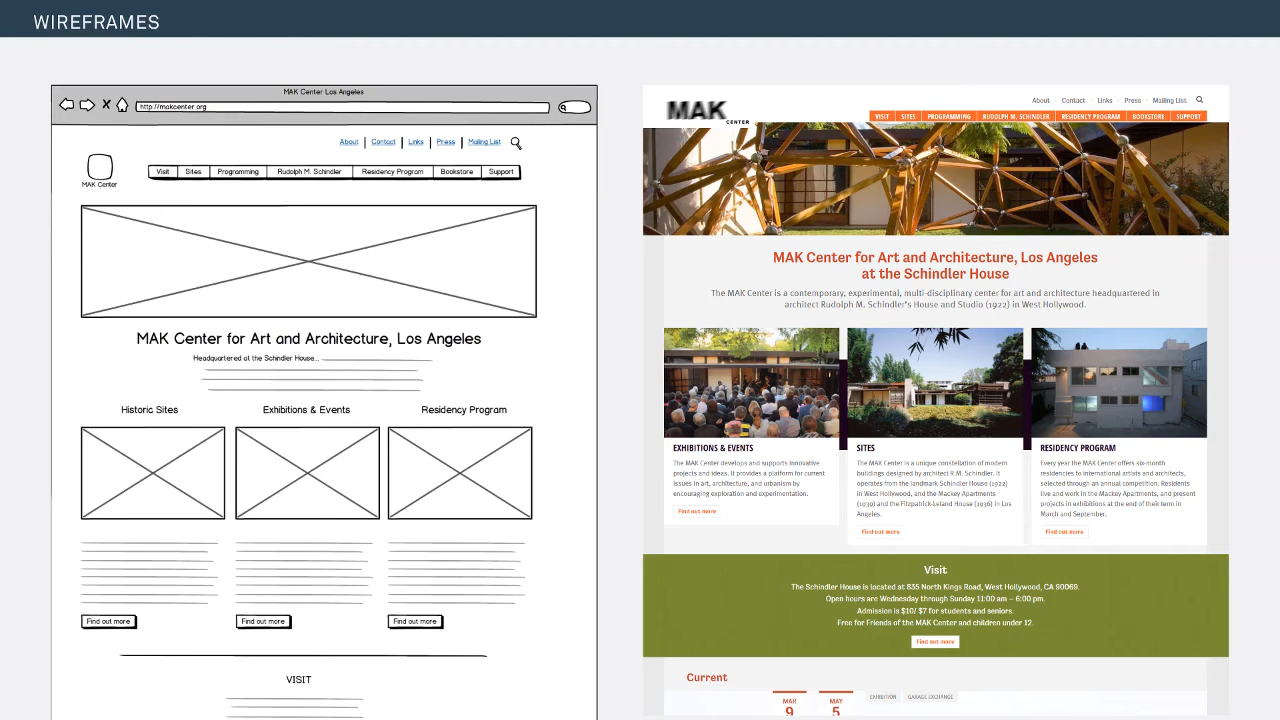 WIREFRAMES
MAK Center Los Angeles
http://makcenter.org
About Contact Links Press Mailing List
MAK Center
Visit Sites Programming Rudolph M. Schindler Residency Program Bookstore Support
MAK Center for Art and Architecture, Los Angeles
Headquartered at the Schindler House...
Historic Sites Exhibitions & Events Residency Program
Find out more Find out more Find out more
VISIT
MAK
CENTER
About Contact Links Press Mailing List
VISIT SITES PROGRAMMING RUDOLPH M. SCHINDLER RESIDENCY PROGRAM BOOKSTORE SUPPORT
MAK Center for Art and Architecture, Los Angeles
at the Schindler House
The MAK Center is a contemporary, experimental, multi-disciplinary center for art and architecture headquartered in
architect Rudolph M. Schindler's House and Studio (1922) in West Hollywood.
EXHIBITIONS & EVENTS
The MAK Center develops and supports innovative
projects and ideas. It provides a platform for current
issues in art, architecture, and urbanism by
encouraging exploration and experimentation.
Find out more
SITES
The MAK Center is a unique constellation of modern
buildings designed by architect R.M. Schindler. It
operates from the landmark Schindler House (1922)
in West Hollywood, and the Mackey Apartments
(1939) and the Fitzpatrick-Leland House (1936) in Los
Angeles.
Find out more
RESIDENCY PROGRAM
Every year the MAK Center offers six-month
residencies to international artists and architects,
selected through an annual competition. Residents
live and work in the Mackey Apartments, and present
projects in exhibitions at the end of their term in
March and September.
Find out more
Visit
The Schindler House is located at 835 North Kings Road, West Hollywood, CA 90069.
Open hours are Wednesday through Sunday 11:00 am – 6:00 pm.
Admission is $10/ $7 for students and seniors.
Free for Friends of the MAK Center and children under 12.
Find out more
Current
MAR MAY EXHIBITION GARAGE EXCHANGE
9 5